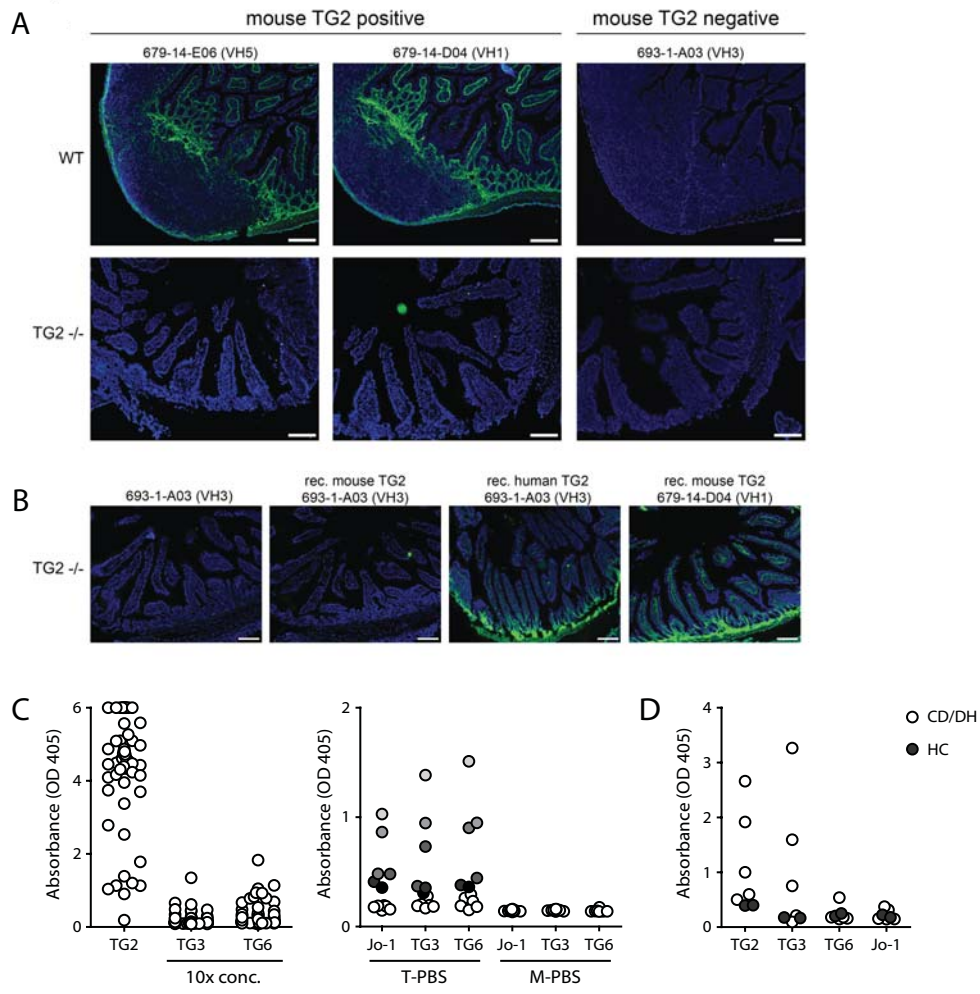 A
mouse TG2 positive
mouse TG2 negative
679-14-E06 (VH5)
679-14-D04 (VH1)
693-1-A03 (VH3)
WT
TG2 -/-
B
693-1-A03 (VH3)
rec. mouse TG2
693-1-A03 (VH3)
rec. human TG2
693-1-A03 (VH3)
rec. mouse TG2
679-14-D04 (VH1)
TG2 -/-
C
Absorbance (OD 405)
6
4
2
0
TG2
TG3
TG6
10x conc.
Absorbance (OD 405)
2
1
0
Jo-1
TG3
TG6
Jo-1
TG3
TG6
T-PBS
M-PBS
D
Absorbance (OD 405)
4
3
2
1
0
TG2
TG3
TG6
Jo-1
CD/DH
HC